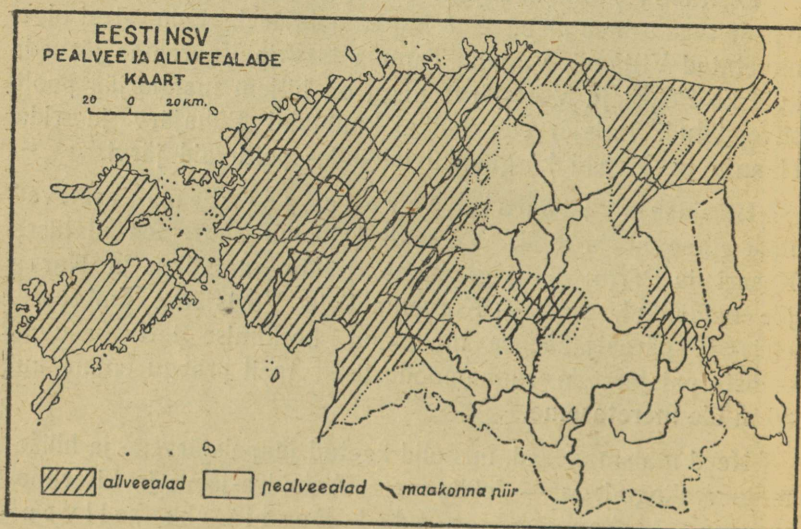 EESTI NSV
PEALVEE JA ALLVEEALADE
KAART
20 0 20 KM.
allveealad pealveealad maakonna piir